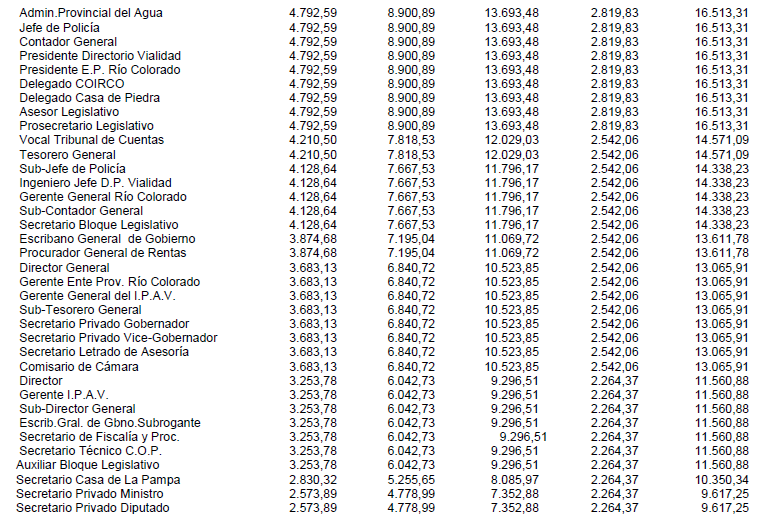 Admin.Provincial del Agua 4.792,59 8.900,89 13.693,48 2.819,83 16.513,31
Jefe de Policía 4.792,59 8.900,89 13.693,48 2.819,83 16.513,31
Contador General 4.792,59 8.900,89 13.693,48 2.819,83 16.513,31
Presidente Directorio Vialidad 4.792,59 8.900,89 13.693,48 2.819,83 16.513,31
Presidente E.P. Río Colorado 4.792,59 8.900,89 13.693,48 2.819,83 16.513,31
Delegado COIRCO 4.792,59 8.900,89 13.693,48 2.819,83 16.513,31
Delegado Casa de Piedra 4.792,59 8.900,89 13.693,48 2.819,83 16.513,31
Asesor Legislativo 4.792,59 8.900,89 13.693,48 2.819,83 16.513,31
Prosecretario Legislativo 4.792,59 8.900,89 13.693,48 2.819,83 16.513,31
Vocal Tribunal de Cuentas 4.210,50 7.818,53 12.029,03 2.542,06 14.571,09
Tesorero General 4.210,50 7.818,53 12.029,03 2.542,06 14.571,09
Sub-Jefe de Policía 4.128,64 7.667,53 11.796,17 2.542,06 14.338,23
Ingeniero Jefe D.P. Vialidad 4.128,64 7.667,53 11.796,17 2.542,06 14.338,23
Gerente General Río Colorado 4.128,64 7.667,53 11.796,17 2.542,06 14.338,23
Sub-Contador General 4.128,64 7.667,53 11.796,17 2.542,06 14.338,23
Secretario Bloque Legislativo 4.128,64 7.667,53 11.796,17 2.542,06 14.338,23
Escribano General de Gobierno 3.874,68 7.195,04 11.069,72 2.542,06 13.611,78
Procurador General de Rentas 3.874,68 7.195,04 11.069,72 2.542,06 13.611,78
Director General 3.683,13 6.840,72 10.523,85 2.542,06 13.065,91
Gerente Ente Prov. Río Colorado 3.683,13 6.840,72 10.523,85 2.542,06 13.065,91
Gerente General del I.P.A.V. 3.683,13 6.840,72 10.523,85 2.542,06 13.065,91
Sub-Tesorero General 3.683,13 6.840,72 10.523,85 2.542,06 13.065,91
Secretario Privado Gobernador 3.683,13 6.840,72 10.523,85 2.542,06 13.065,91
Secretario Privado Vice-Gobernador 3.683,13 6.840,72 10.523,85 2.542,06 13.065,91
Secretario Letrado de Asesoría 3.683,13 6.840,72 10.523,85 2.542,06 13.065,91
Comisario de Cámara 3.683,13 6.840,72 10.523,85 2.542,06 13.065,91
Director 3.253,78 6.042,73 9.296,51 2.264,37 11.560,88
Gerente I.P.A.V. 3.253,78 6.042,73 9.296,51 2.264,37 11.560,88
Sub-Director General 3.253,78 6.042,73 9.296,51 2.264,37 11.560,88
Escrib.Gral. de Gbno.Subrogante 3.253,78 6.042,73 9.296,51 2.264,37 11.560,88
Secretario de Fiscalía y Proc. 3.253,78 6.042,73 9.296,51 2.264,37 11.560,88
Secretario Técnico C.O.P. 3.253,78 6.042,73 9.296,51 2.264,37 11.560,88
Auxiliar Bloque Legislativo 3.253,78 6.042,73 9.296,51 2.264,37 11.560,88
Secretario Casa de La Pampa 2.830,32 5.255,65 8.085,97 2.264,37 10.350,34
Secretario Privado Ministro 2.573,89 4.778,99 7.352,88 2.264,37 9.617,25
Secretario Privado Diputado 2.573,89 4.778,99 7.352,88 2.264,37 9.617,25